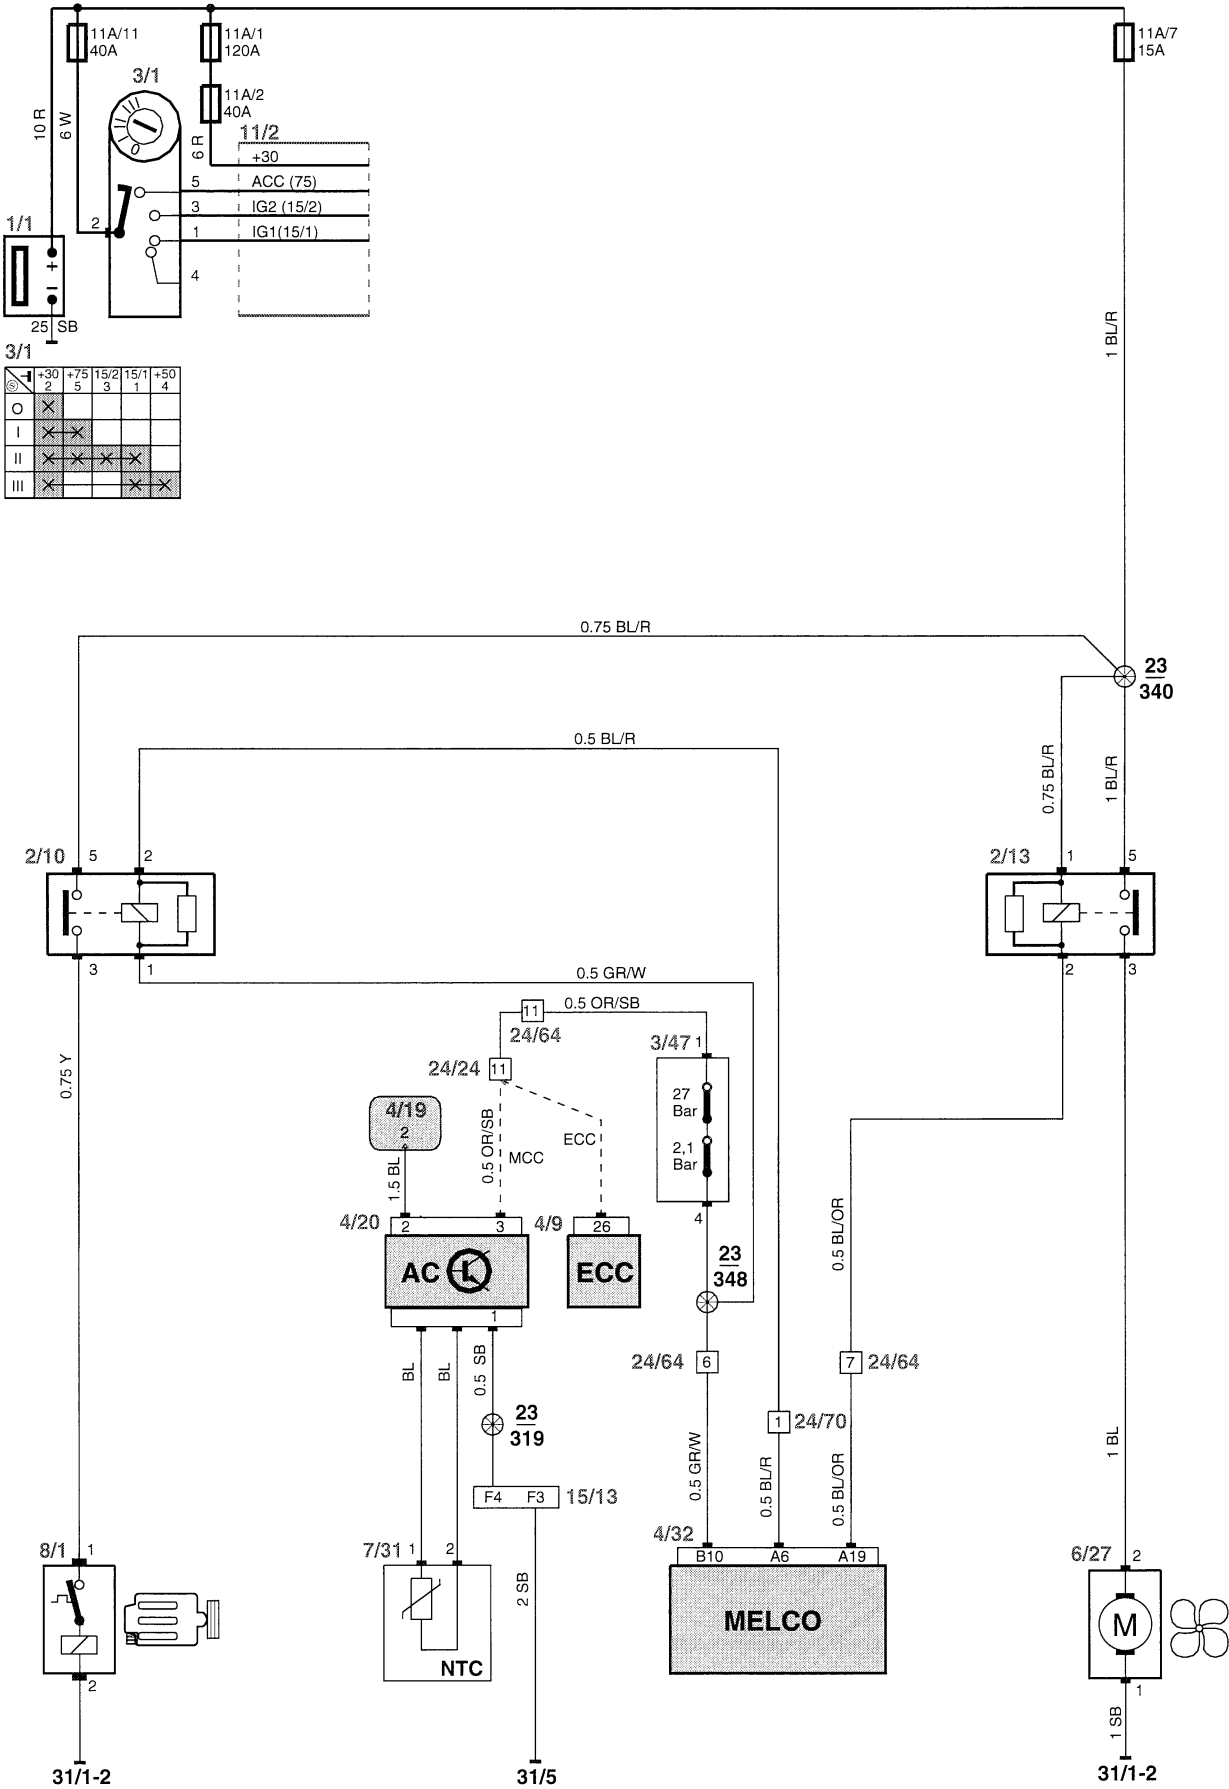 11A/11
40A
11A/1
120A
11A/7
15A
3/1
11A/2
40A
10 R
6 W
6 R
O
11/2
+30
5 ACC (75)
3 IG2 (15/2)
2
1 IG1(15/1)
4
1/1
+
−
25 SB
3/1
S +30 +75 15/2 15/1 +50
2 5 3 1 4
O X
I X X
II X X X X
III X X X
1 BL/R
0.75 BL/R
23
340
0.5 BL/R
0.75 BL/R
1 BL/R
2/10 5 2
2/13 1 5
3 1
2 3
0.5 GR/W
11 0.5 OR/SB
24/64
3/47 1
24/24 11
0.75 Y
27
Bar
2,1
Bar
4/19
2
0.5 OR/SB
MCC
ECC
1.5 BL
4
4/20 2 3
4/9 26
AC
ECC
0.5 BL/OR
23
348
1
24/64 6
7 24/64
BL
BL
0.5 SB
23
319
1 24/70
0.5 GR/W
0.5 BL/R
0.5 BL/OR
1 BL
F4 F3 15/13
4/32
B10 A6 A19
MELCO
8/1 1
2
7/31 1 2
NTC
2 SB
6/27 2
M
1
1 SB
31/1-2
31/5
31/1-2